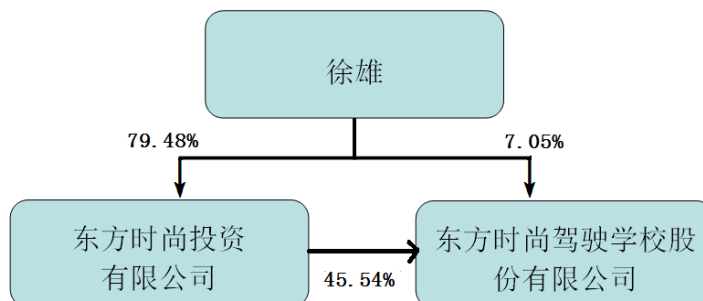 徐雄
79.48%
7.05%
东方时尚投资
有限公司
45.54%
东方时尚驾驶学校股
份有限公司